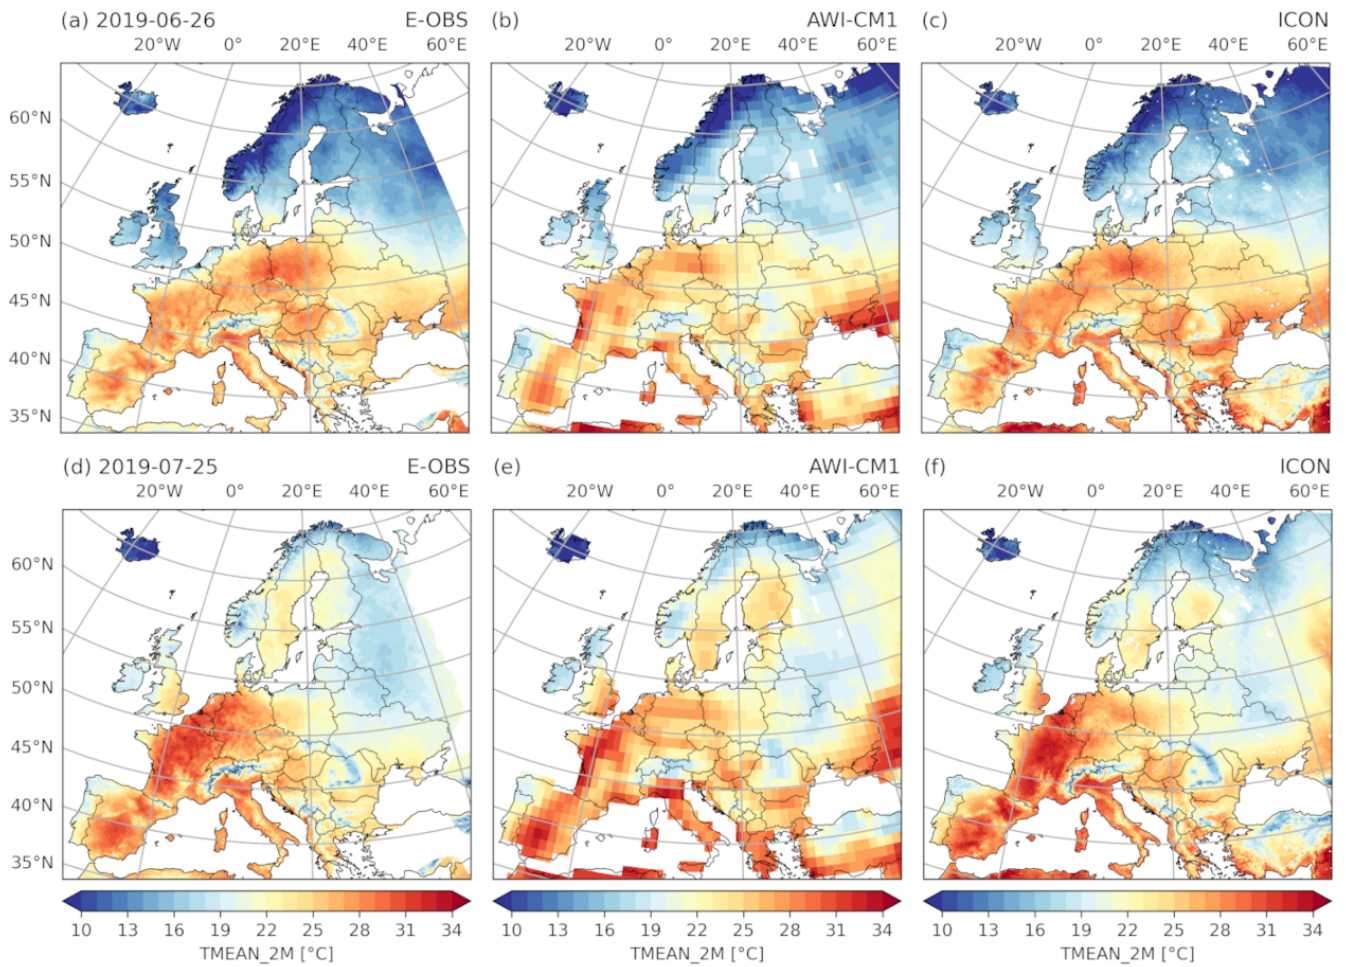 (a) 2019-06-26 E-OBS (b) AWI-CM1 (c) ICON
20°W 0° 20°E 40°E 60°E 20°W 0° 20°E 40°E 60°E 20°W 0° 20°E 40°E 60°E
60°N
55°N
50°N
45°N
40°N
35°N
(d) 2019-07-25 E-OBS (e) AWI-CM1 (f) ICON
20°W 0° 20°E 40°E 60°E 20°W 0° 20°E 40°E 60°E 20°W 0° 20°E 40°E 60°E
60°N
55°N
50°N
45°N
40°N
35°N
10 13 16 19 22 25 28 31 34 10 13 16 19 22 25 28 31 34 10 13 16 19 22 25 28 31 34
TMEAN_2M [°C] TMEAN_2M [°C] TMEAN_2M [°C]